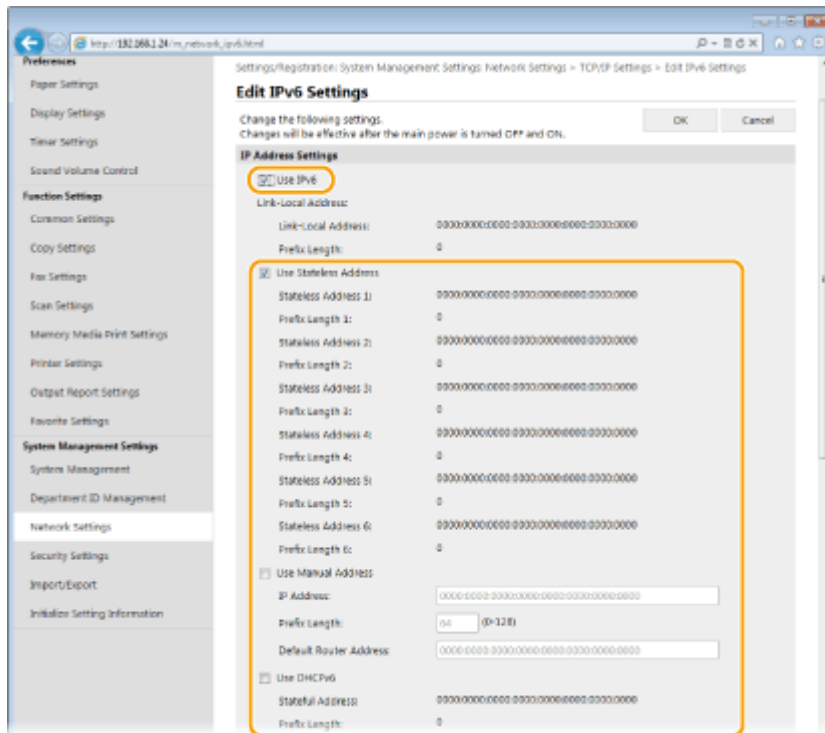 http://192.168.1.24/m_network_ipv6.html
Preferences
Paper Settings
Display Settings
Timer Settings
Sound Volume Control
Function Settings
Common Settings
Copy Settings
Fax Settings
Scan Settings
Memory Media Print Settings
Printer Settings
Output Report Settings
Favorite Settings
System Management Settings
System Management
Department ID Management
Network Settings
Security Settings
Import/Export
Initialize Setting Information
Settings/Registration: System Management Settings: Network Settings > TCP/IP Settings > Edit IPv6 Settings
Edit IPv6 Settings
Change the following settings.
Changes will be effective after the main power is turned OFF and ON.
OK Cancel
IP Address Settings
Use IPv6
Link-Local Address:
Link-Local Address: 0000:0000:0000:0000:0000:0000:0000:0000
Prefix Length: 0
Use Stateless Address
Stateless Address 1: 0000:0000:0000:0000:0000:0000:0000:0000
Prefix Length 1: 0
Stateless Address 2: 0000:0000:0000:0000:0000:0000:0000:0000
Prefix Length 2: 0
Stateless Address 3: 0000:0000:0000:0000:0000:0000:0000:0000
Prefix Length 3: 0
Stateless Address 4: 0000:0000:0000:0000:0000:0000:0000:0000
Prefix Length 4: 0
Stateless Address 5: 0000:0000:0000:0000:0000:0000:0000:0000
Prefix Length 5: 0
Stateless Address 6: 0000:0000:0000:0000:0000:0000:0000:0000
Prefix Length 6: 0
Use Manual Address
IP Address: 0000:0000:0000:0000:0000:0000:0000:0000
Prefix Length: 64 (0-128)
Default Router Address: 0000:0000:0000:0000:0000:0000:0000:0000
Use DHCPv6
Stateful Address: 0000:0000:0000:0000:0000:0000:0000:0000
Prefix Length: 0